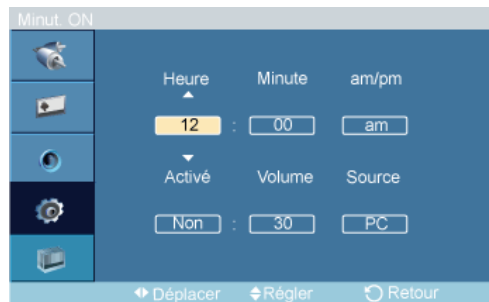 Minut. ON
Heure Minute am/pm
12 : 00 am
Activé Volume Source
Non : 30 PC
Déplacer Régler Retour